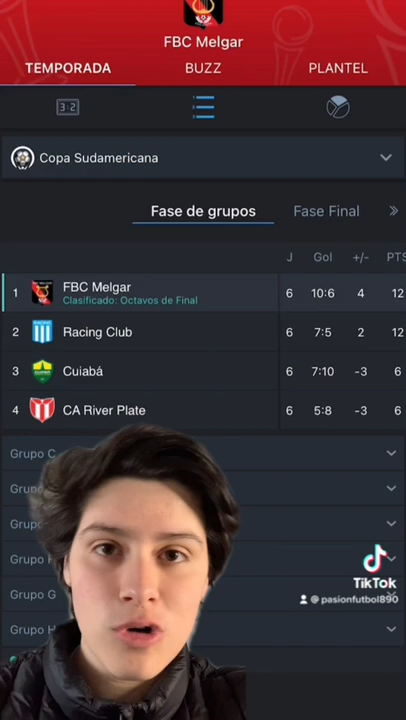 FBC Melgar
TEMPORADA BUZZ PLANTEL
3:2
Copa Sudamericana
Fase de grupos Fase Final »
J Gol +/- PTS
1 FBC Melgar 6 10:6 4 12
Clasificado: Octavos de Final
2 Racing Club 6 7:5 2 12
3 Cuiabá 6 7:10 -3 6
4 CA River Plate 6 5:8 -3 6
Grupo C
Grupo
Grupo G
Grupo H
TikTok
@pasionfutbol890